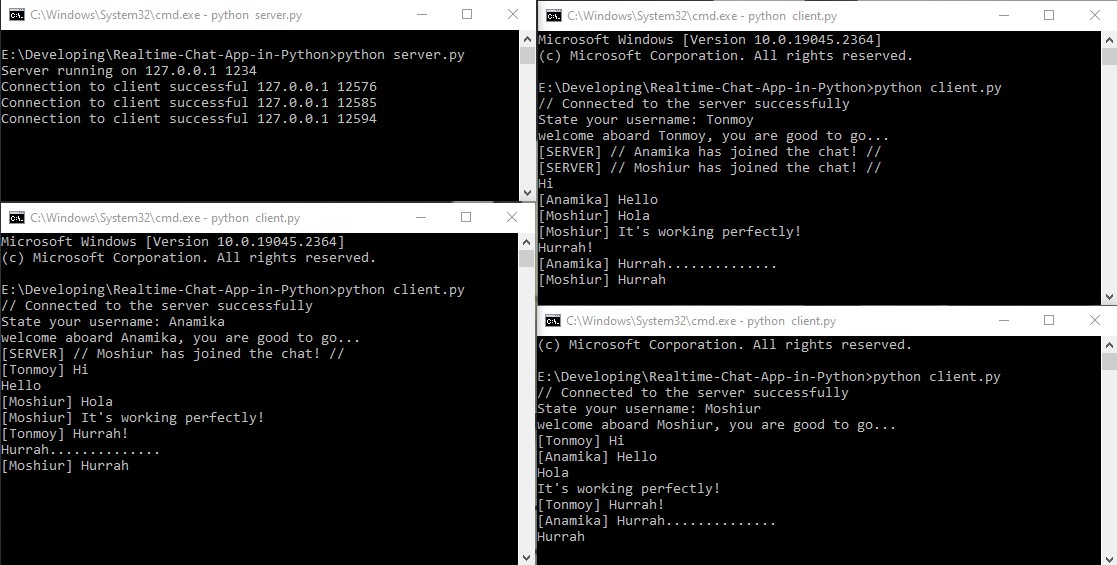 C:\Windows\System32\cmd.exe - python  server.py
E:\Developing\Realtime-Chat-App-in-Python>python server.py
Server running on 127.0.0.1 1234
Connection to client successful 127.0.0.1 12576
Connection to client successful 127.0.0.1 12585
Connection to client successful 127.0.0.1 12594
C:\Windows\System32\cmd.exe - python  client.py
Microsoft Windows [Version 10.0.19045.2364]
(c) Microsoft Corporation. All rights reserved.
E:\Developing\Realtime-Chat-App-in-Python>python client.py
// Connected to the server successfully
State your username: Tonmoy
welcome aboard Tonmoy, you are good to go...
[SERVER] // Anamika has joined the chat! //
[SERVER] // Moshiur has joined the chat! //
Hi
[Anamika] Hello
[Moshiur] Hola
[Moshiur] It's working perfectly!
Hurrah!
[Anamika] Hurrah..............
[Moshiur] Hurrah
C:\Windows\System32\cmd.exe - python  client.py
Microsoft Windows [Version 10.0.19045.2364]
(c) Microsoft Corporation. All rights reserved.
E:\Developing\Realtime-Chat-App-in-Python>python client.py
// Connected to the server successfully
State your username: Anamika
welcome aboard Anamika, you are good to go...
[SERVER] // Moshiur has joined the chat! //
[Tonmoy] Hi
Hello
[Moshiur] Hola
[Moshiur] It's working perfectly!
[Tonmoy] Hurrah!
Hurrah..............
[Moshiur] Hurrah
C:\Windows\System32\cmd.exe - python  client.py
(c) Microsoft Corporation. All rights reserved.
E:\Developing\Realtime-Chat-App-in-Python>python client.py
// Connected to the server successfully
State your username: Moshiur
welcome aboard Moshiur, you are good to go...
[Tonmoy] Hi
[Anamika] Hello
Hola
It's working perfectly!
[Tonmoy] Hurrah!
[Anamika] Hurrah..............
Hurrah